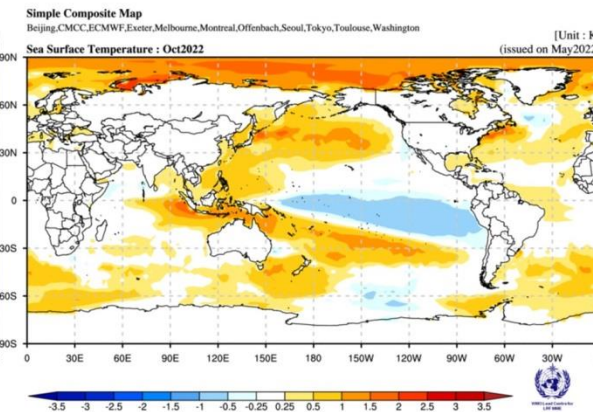 Simple Composite Map
Beijing,CMCC,ECMWF,Exeter,Melbourne,Montreal,Offenbach,Seoul,Tokyo,Toulouse,Washington
[Unit : K
Sea Surface Temperature : Oct2022
(issued on May2022
90N
60N
30N
0
30S
60S
90S
0 30E 60E 90E 120E 150E 180 150W 120W 90W 60W 30W
-3.5 -3 -2.5 -2 -1.5 -1 -0.5 -0.25 0.25 0.5 1 1.5 2 2.5 3 3.5